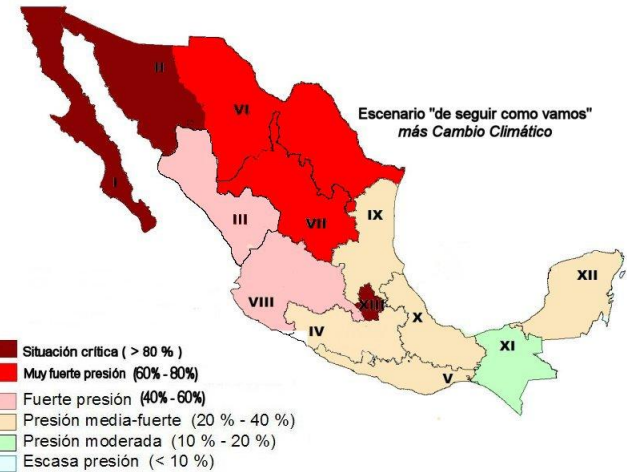 II
VI
Escenario "de seguir como vamos"
más Cambio Climático
I
III
VII
IX
XII
VIII
XIII
IV
X
XI
V
Situación crítica ( > 80 % )
Muy fuerte presión (60% - 80%)
Fuerte presión (40% - 60%)
Presión media-fuerte (20 % - 40 %)
Presión moderada (10 % - 20 %)
Escasa presión (< 10 %)